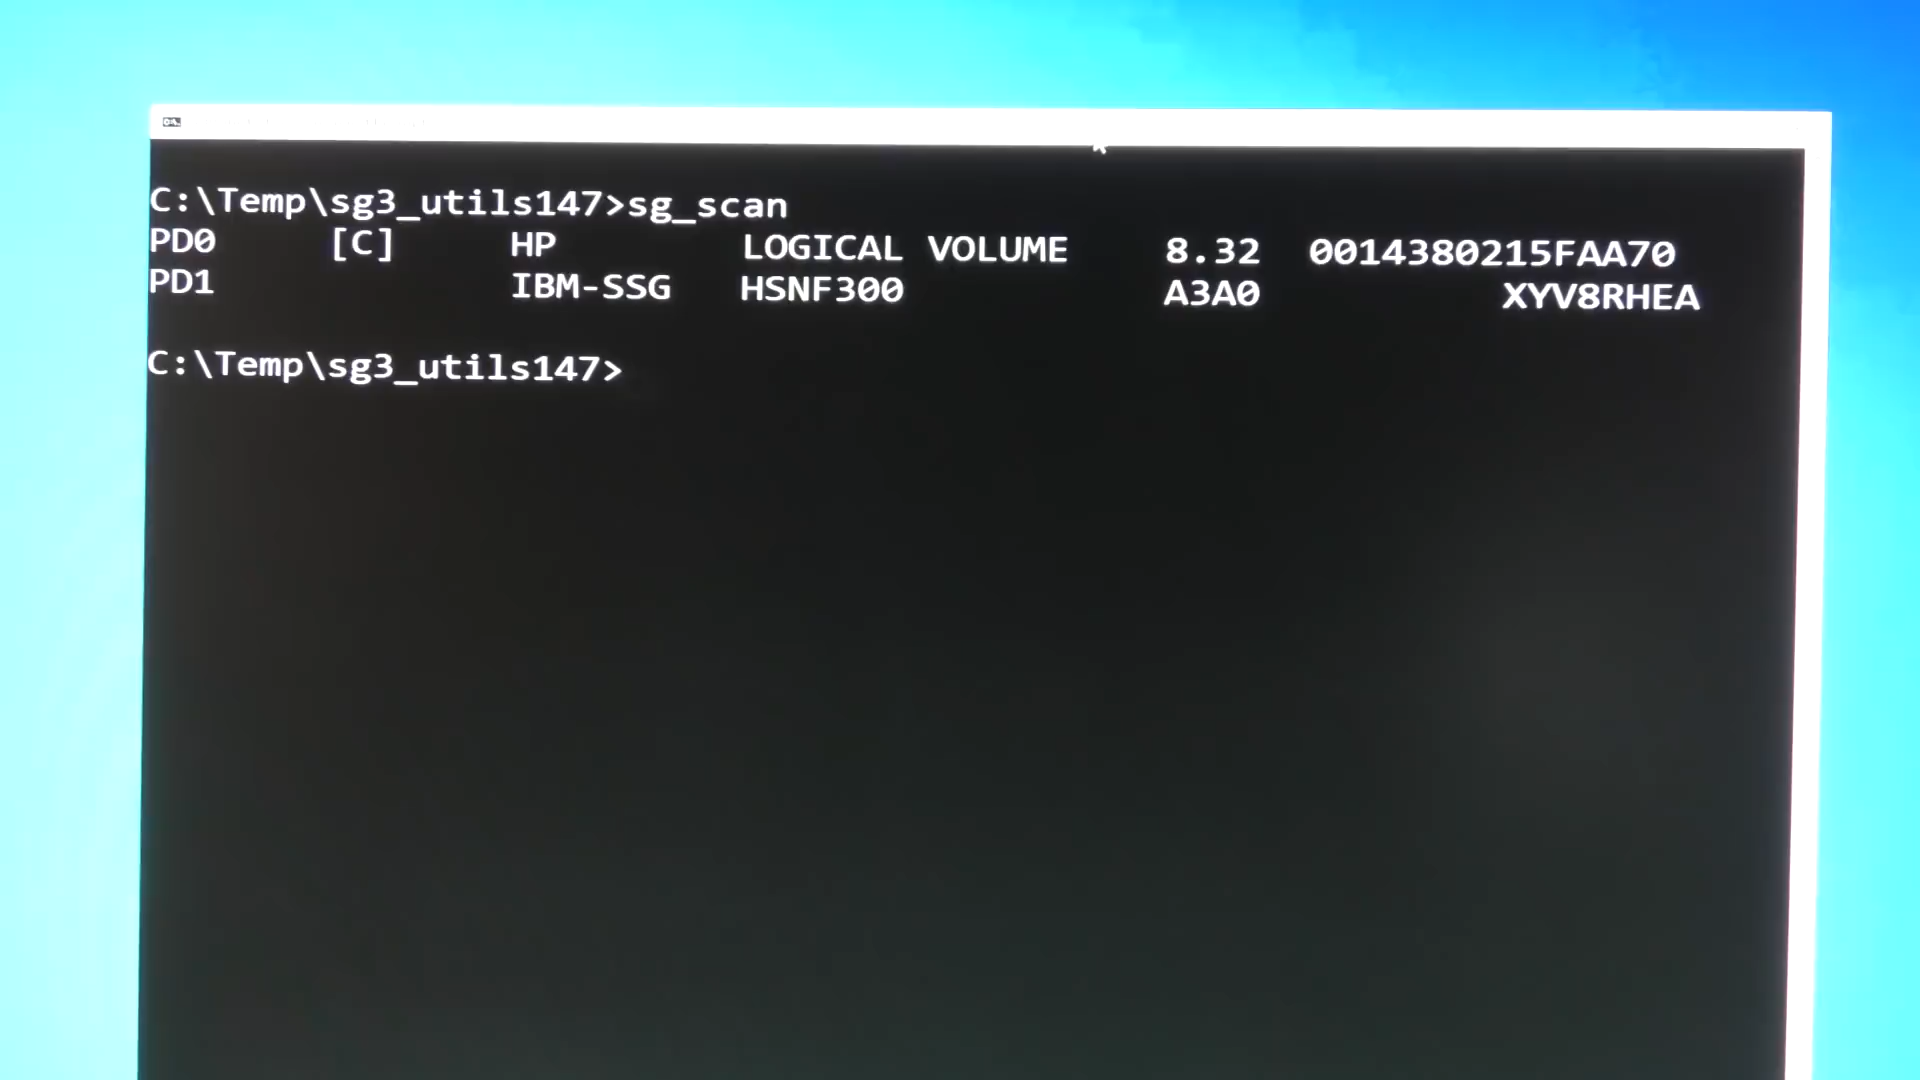 C:\Temp\sg3_utils147>sg_scan
PD0 [C] HP LOGICAL VOLUME 8.32 0014380215FAA70
PD1 IBM-SSG HSNF300 A3A0 XYV8RHEA
C:\Temp\sg3_utils147>